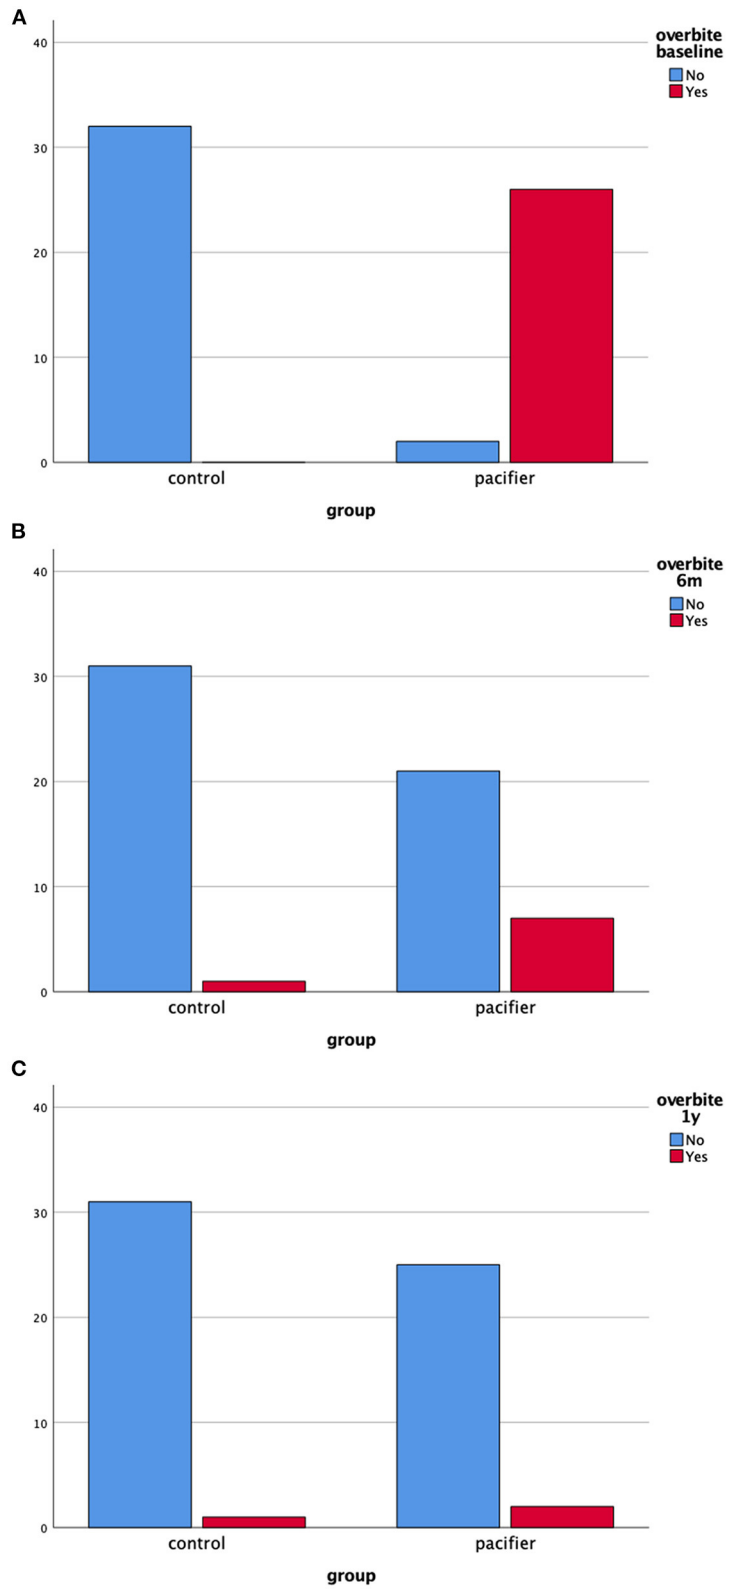 A
overbite
baseline
No
Yes
40
30
20
10
0
control
pacifier
group
B
overbite
6m
No
Yes
40
30
20
10
0
control
pacifier
group
C
overbite
1y
No
Yes
40
30
20
10
0
control
pacifier
group